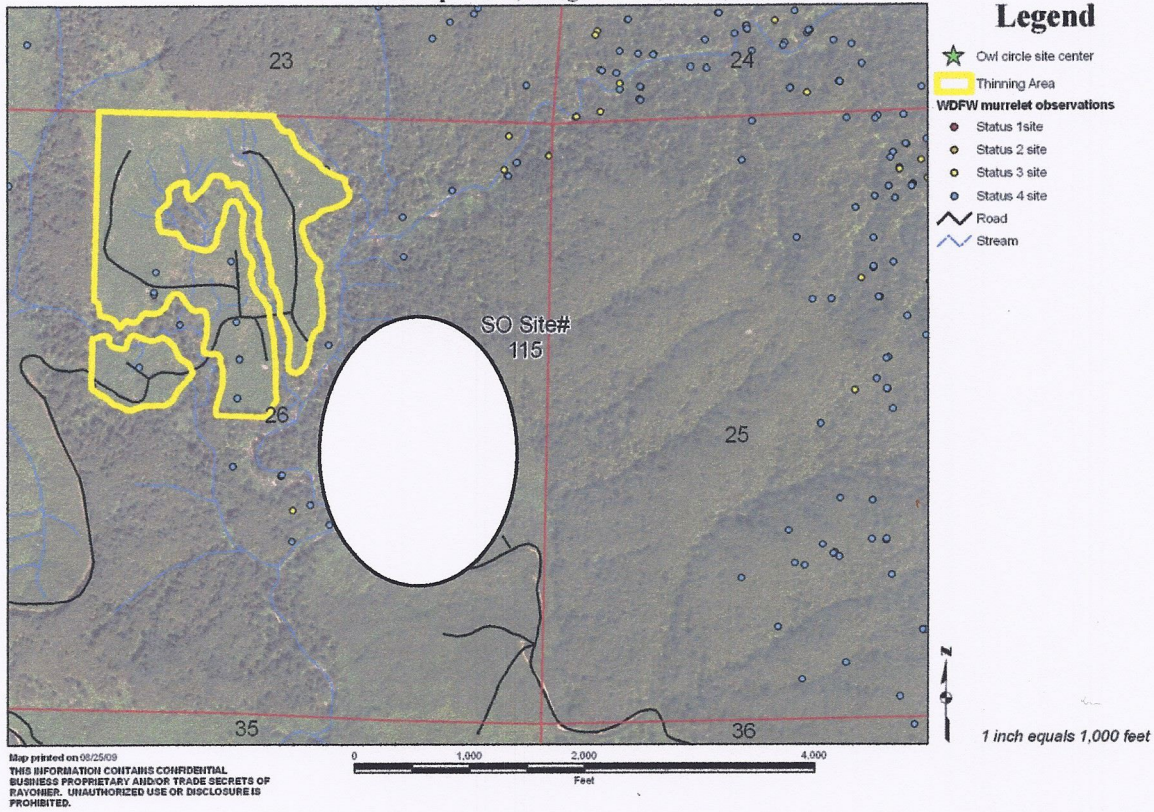 Legend
Owl circle site center
Thinning Area
WDFW murrelet observations
Status 1site
Status 2 site
Status 3 site
Status 4 site
Road
Stream
23
24
SO Site#
115
26
25
35
36
N
1 inch equals 1,000 feet
Map printed on 08/25/09
THIS INFORMATION CONTAINS CONFIDENTIAL
BUSINESS PROPRIETARY AND/OR TRADE SECRETS OF
RAYONIER. UNAUTHORIZED USE OR DISCLOSURE IS
PROHIBITED.
0 1,000 2,000 4,000
Feet